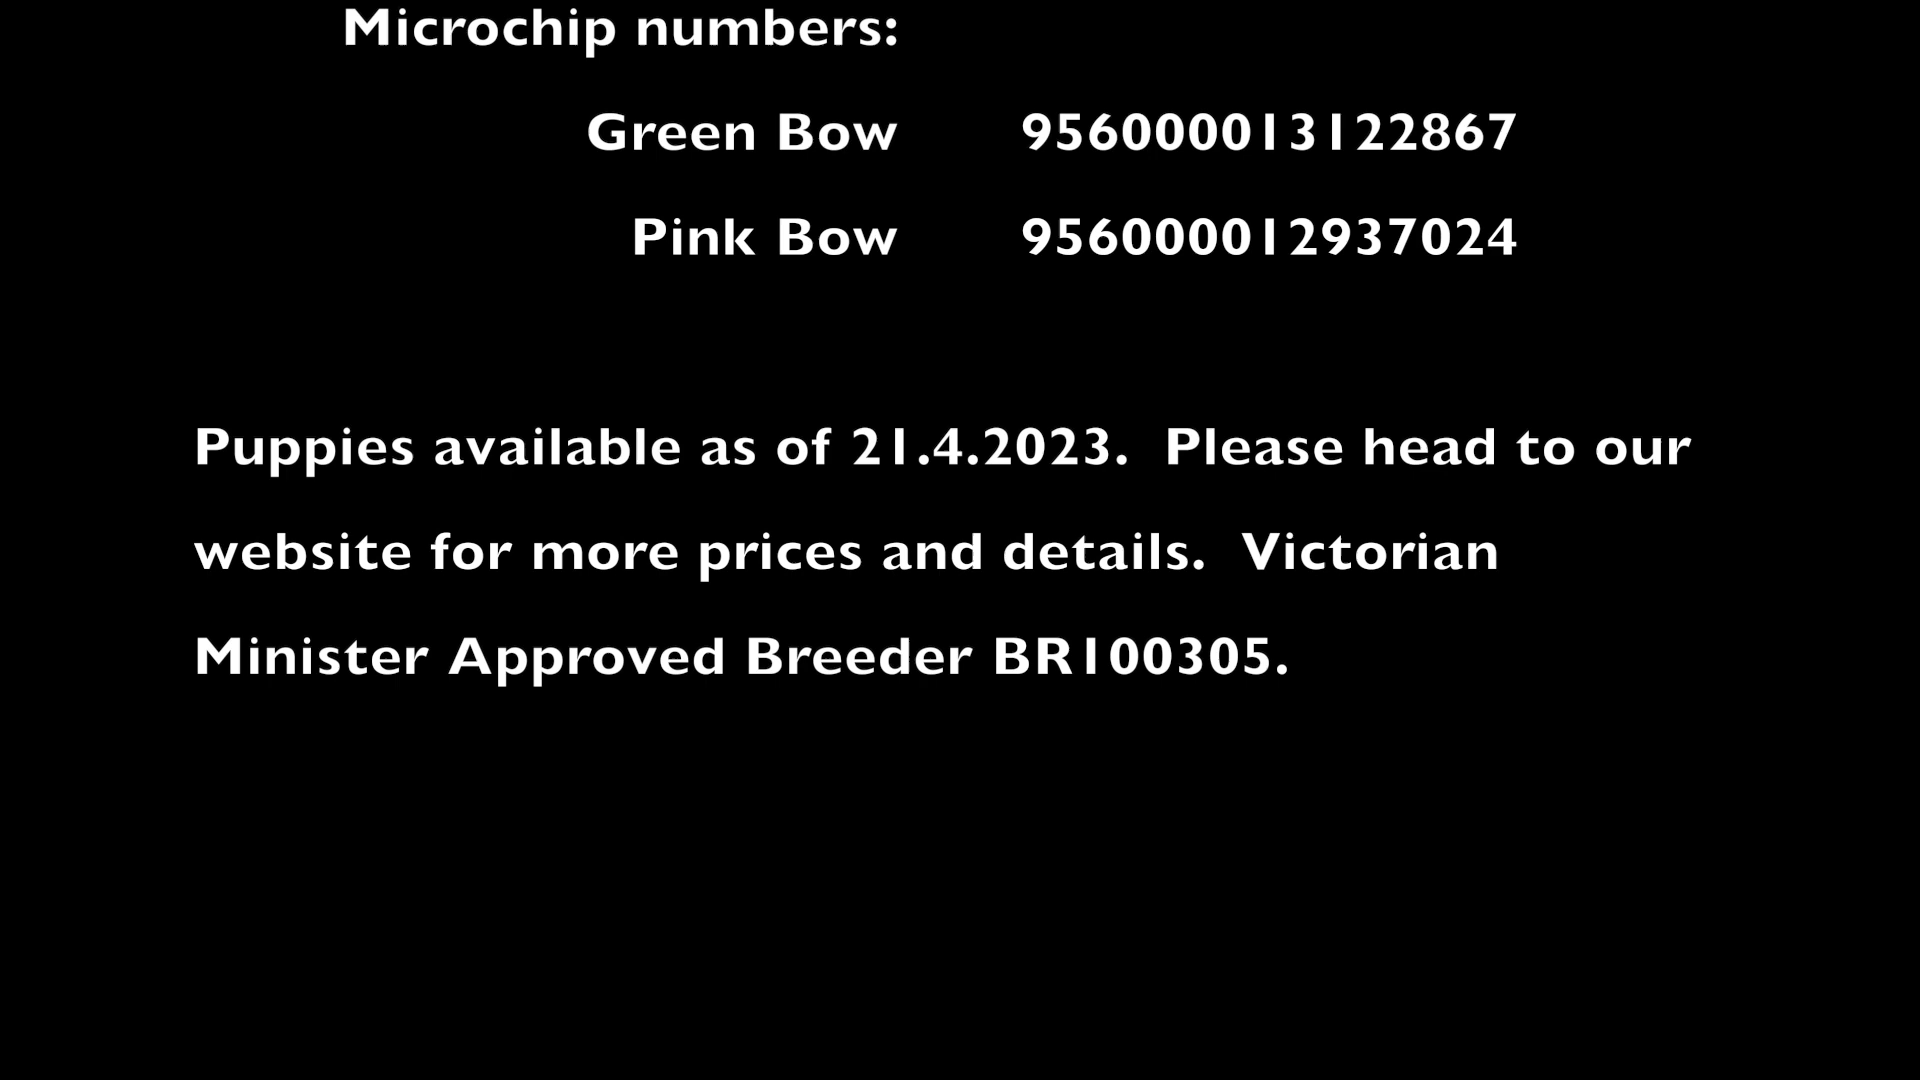 Microchip numbers:
Green Bow 956000013122867
Pink Bow 956000012937024
Puppies available as of 21.4.2023. Please head to our
website for more prices and details. Victorian
Minister Approved Breeder BR100305.